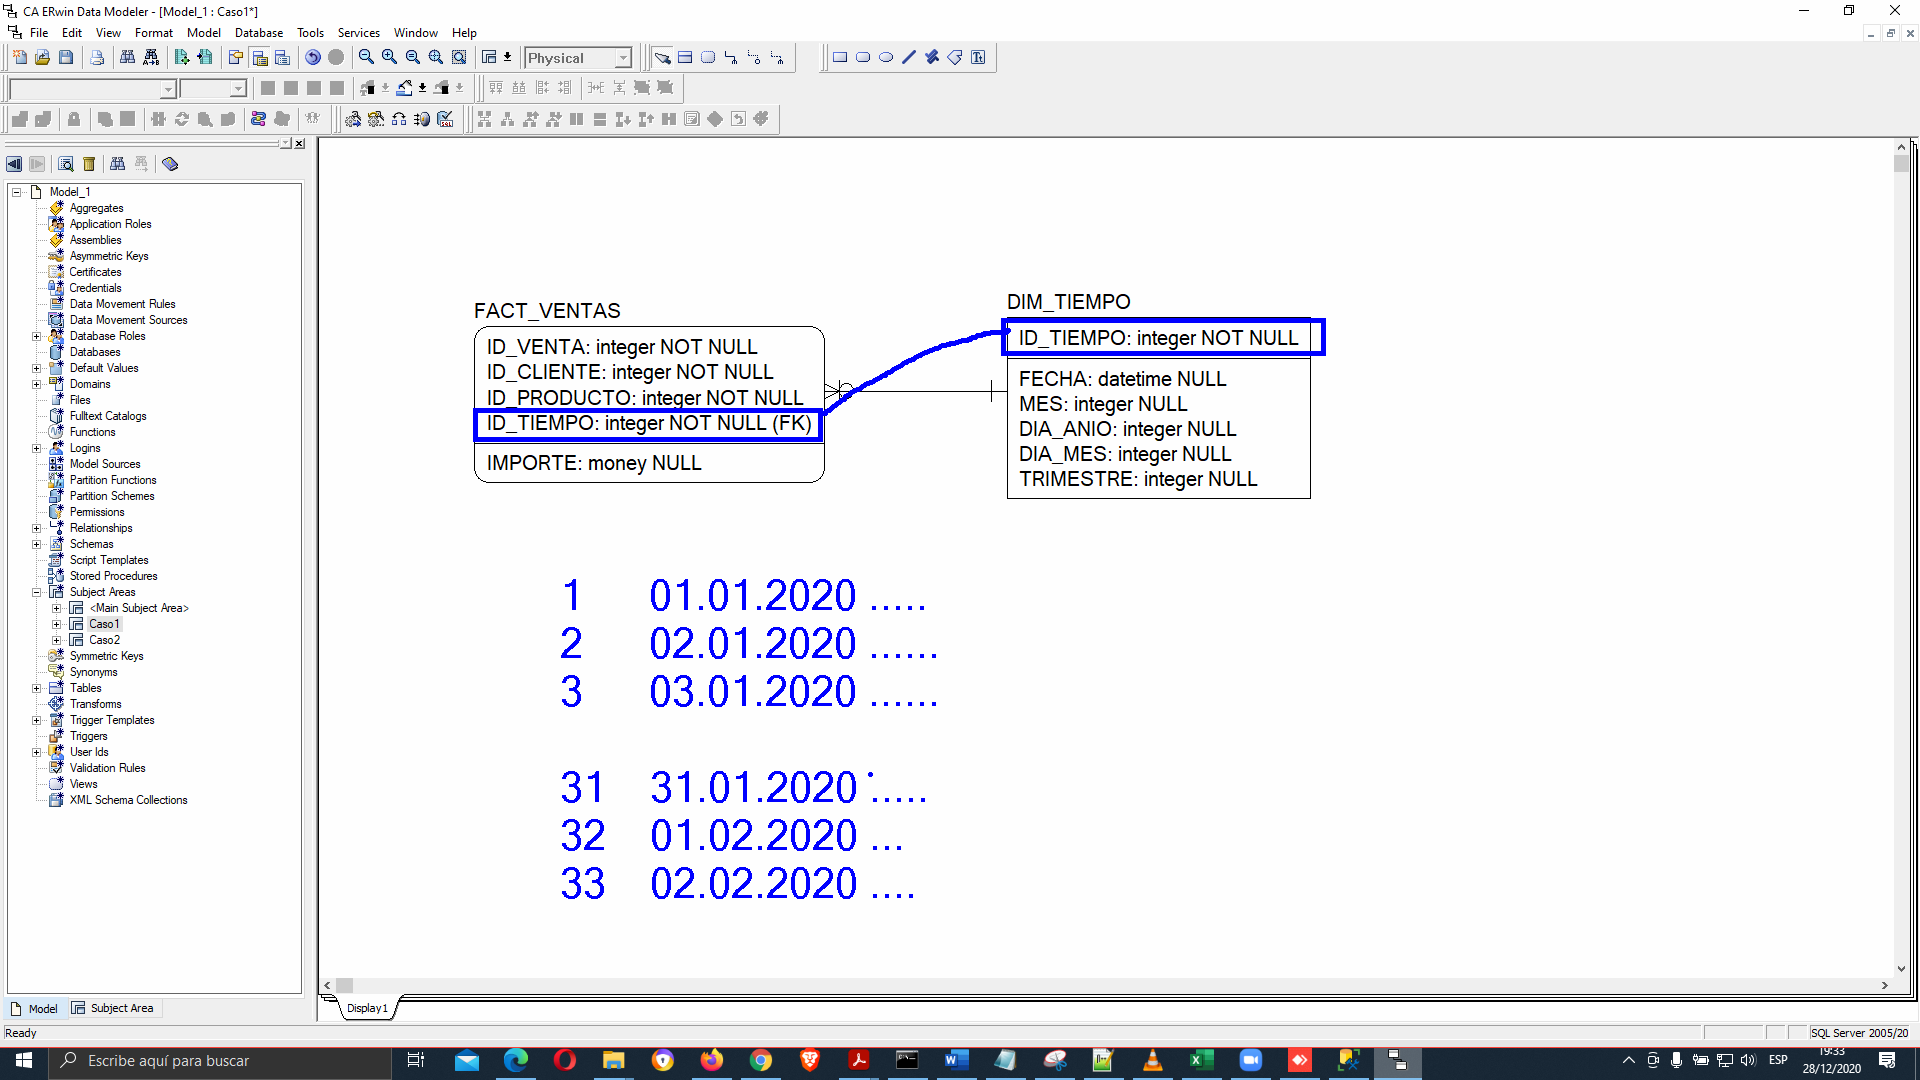 CA ERwin Data Modeler - [Model_1 : Caso1*]
File Edit View Format Model Database Tools Services Window Help
Physical
Model_1
Aggregates
Application Roles
Assemblies
Asymmetric Keys
Certificates
Credentials
Data Movement Rules
Data Movement Sources
Database Roles
Databases
Default Values
Domains
Files
Fulltext Catalogs
Functions
Logins
Model Sources
Partition Functions
Partition Schemes
Permissions
Relationships
Schemas
Script Templates
Stored Procedures
Subject Areas
<Main Subject Area>
Caso1
Caso2
Symmetric Keys
Synonyms
Tables
Transforms
Trigger Templates
Triggers
User Ids
Validation Rules
Views
XML Schema Collections
Model Subject Area
FACT_VENTAS
ID_VENTA: integer NOT NULL
ID_CLIENTE: integer NOT NULL
ID_PRODUCTO: integer NOT NULL
ID_TIEMPO: integer NOT NULL (FK)
IMPORTE: money NULL
DIM_TIEMPO
ID_TIEMPO: integer NOT NULL
FECHA: datetime NULL
MES: integer NULL
DIA_ANIO: integer NULL
DIA_MES: integer NULL
TRIMESTRE: integer NULL
1 01.01.2020 .....
2 02.01.2020 ......
3 03.01.2020 ......
31 31.01.2020 .....
32 01.02.2020 ...
33 02.02.2020 ....
Display1
Ready
SQL Server 2005/20
Escribe aquí para buscar
ESP
19:33
28/12/2020